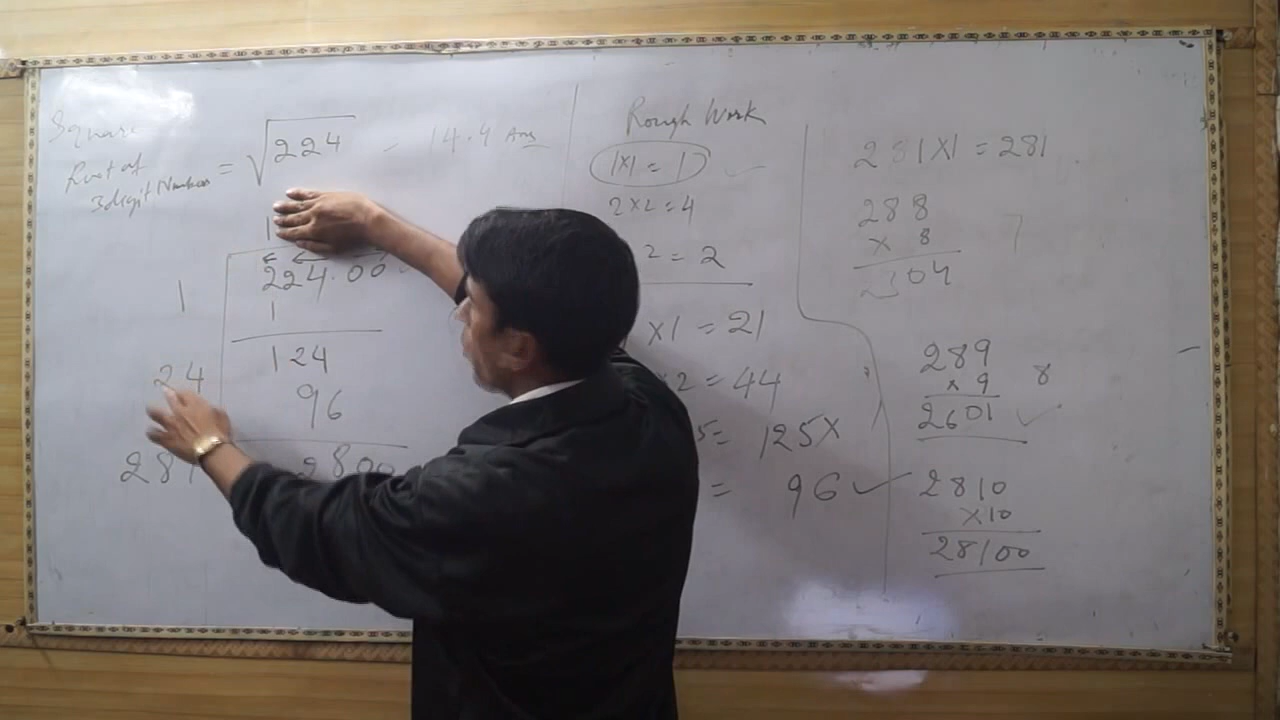 Square
Root of
3 digit Numbers = √224 - 14.9 Ans
1
224.00
1
1
124
24
96
2800
Rough Work
1x1 = 1
2x2 = 4
2 = 2
x1 = 21
x2 = 44
5= 125X
= 96 ✓
281X1 = 281
288
x 8
2304
289
x 9 8
2601 ✓
2810
X10
28100